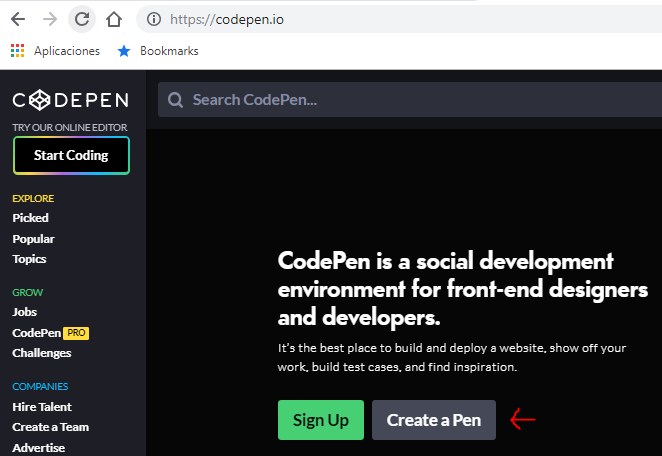 https://codepen.io
Aplicaciones
Bookmarks
CODEPEN
TRY OUR ONLINE EDITOR
Start Coding
EXPLORE
Picked
Popular
Topics
GROW
Jobs
CodePen PRO
Challenges
COMPANIES
Hire Talent
Create a Team
Advertise
Search CodePen...
CodePen is a social development
environment for front-end designers
and developers.
It's the best place to build and deploy a website, show off your
work, build test cases, and find inspiration.
Sign Up
Create a Pen